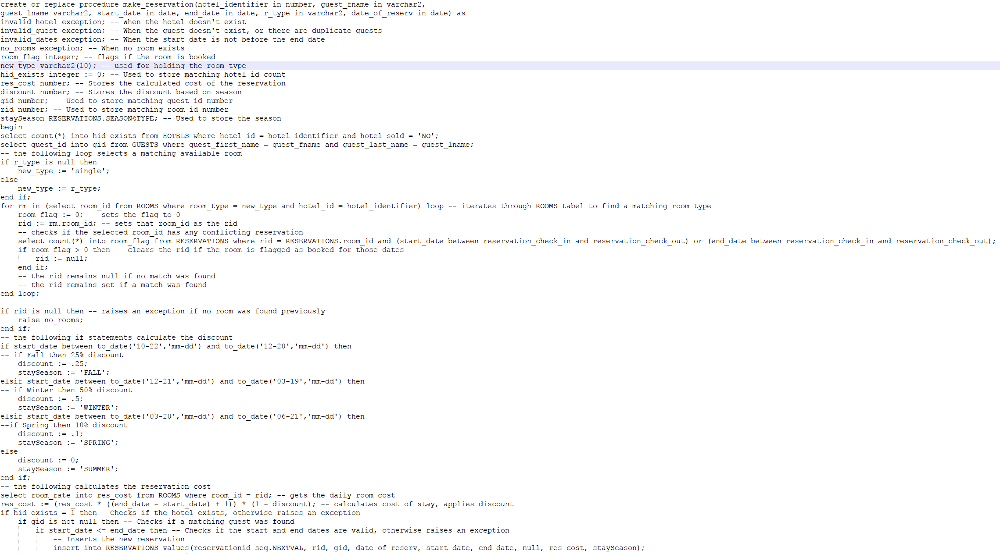 create or replace procedure make_reservation(hotel_identifier in number, guest_fname in varchar2,
guest_lname varchar2, start_date in date, end_date in date, r_type in varchar2, date_of_reserv in date) as
invalid_hotel exception; -- When the hotel doesn't exist
invalid_guest exception; -- When the guest doesn't exist, or there are duplicate guests
invalid_dates exception; -- When the start date is not before the end date
no_rooms exception; -- When no room exists
room_flag integer; -- flags if the room is booked
new_type varchar2(10); -- used for holding the room type
hid_exists integer := 0; -- Used to store matching hotel id count
res_cost number; -- Stores the calculated cost of the reservation
discount number; -- Stores the discount based on season
gid number; -- Used to store matching guest id number
rid number; -- Used to store matching room id number
staySeason RESERVATIONS.SEASON%TYPE; -- Used to store the season
begin
select count(*) into hid_exists from HOTELS where hotel_id = hotel_identifier and hotel_sold = 'NO';
select guest_id into gid from GUESTS where guest_first_name = guest_fname and guest_last_name = guest_lname;
-- the following loop selects a matching available room
if r_type is null then
    new_type := 'single';
else
    new_type := r_type;
end if;
for rm in (select room_id from ROOMS where room_type = new_type and hotel_id = hotel_identifier) loop -- iterates through ROOMS tabel to find a matching room type
    room_flag := 0; -- sets the flag to 0
    rid := rm.room_id; -- sets that room_id as the rid
    -- checks if the selected room_id has any conflicting reservation
    select count(*) into room_flag from RESERVATIONS where rid = RESERVATIONS.room_id and (start_date between reservation_check_in and reservation_check_out) or (end_date between reservation_check_in and reservation_check_out);
    if room_flag > 0 then -- clears the rid if the room is flagged as booked for those dates
        rid := null;
    end if;
    -- the rid remains null if no match was found
    -- the rid remains set if a match was found
end loop;
if rid is null then -- raises an exception if no room was found previously
    raise no_rooms;
end if;
-- the following if statements calculate the discount
if start_date between to_date('10-22','mm-dd') and to_date('12-20','mm-dd') then
-- if Fall then 25% discount
    discount := .25;
    staySeason := 'FALL';
elsif start_date between to_date('12-21','mm-dd') and to_date('03-19','mm-dd') then
-- if Winter then 50% discount
    discount := .5;
    staySeason := 'WINTER';
elsif start_date between to_date('03-20','mm-dd') and to_date('06-21','mm-dd') then
--if Spring then 10% discount
    discount := .1;
    staySeason := 'SPRING';
else
    discount := 0;
    staySeason := 'SUMMER';
end if;
-- the following calculates the reservation cost
select room_rate into res_cost from ROOMS where room_id = rid; -- gets the daily room cost
res_cost := (res_cost * ((end_date - start_date) + 1)) * (1 - discount); -- calculates cost of stay, applies discount
if hid_exists = 1 then --Checks if the hotel exists, otherwise raises an exception
    if gid is not null then -- Checks if a matching guest was found
        if start_date <= end_date then -- Checks if the start and end dates are valid, otherwise raises an exception
            -- Inserts the new reservation
            insert into RESERVATIONS values(reservationid_seq.NEXTVAL, rid, gid, date_of_reserv, start_date, end_date, null, res_cost, staySeason);